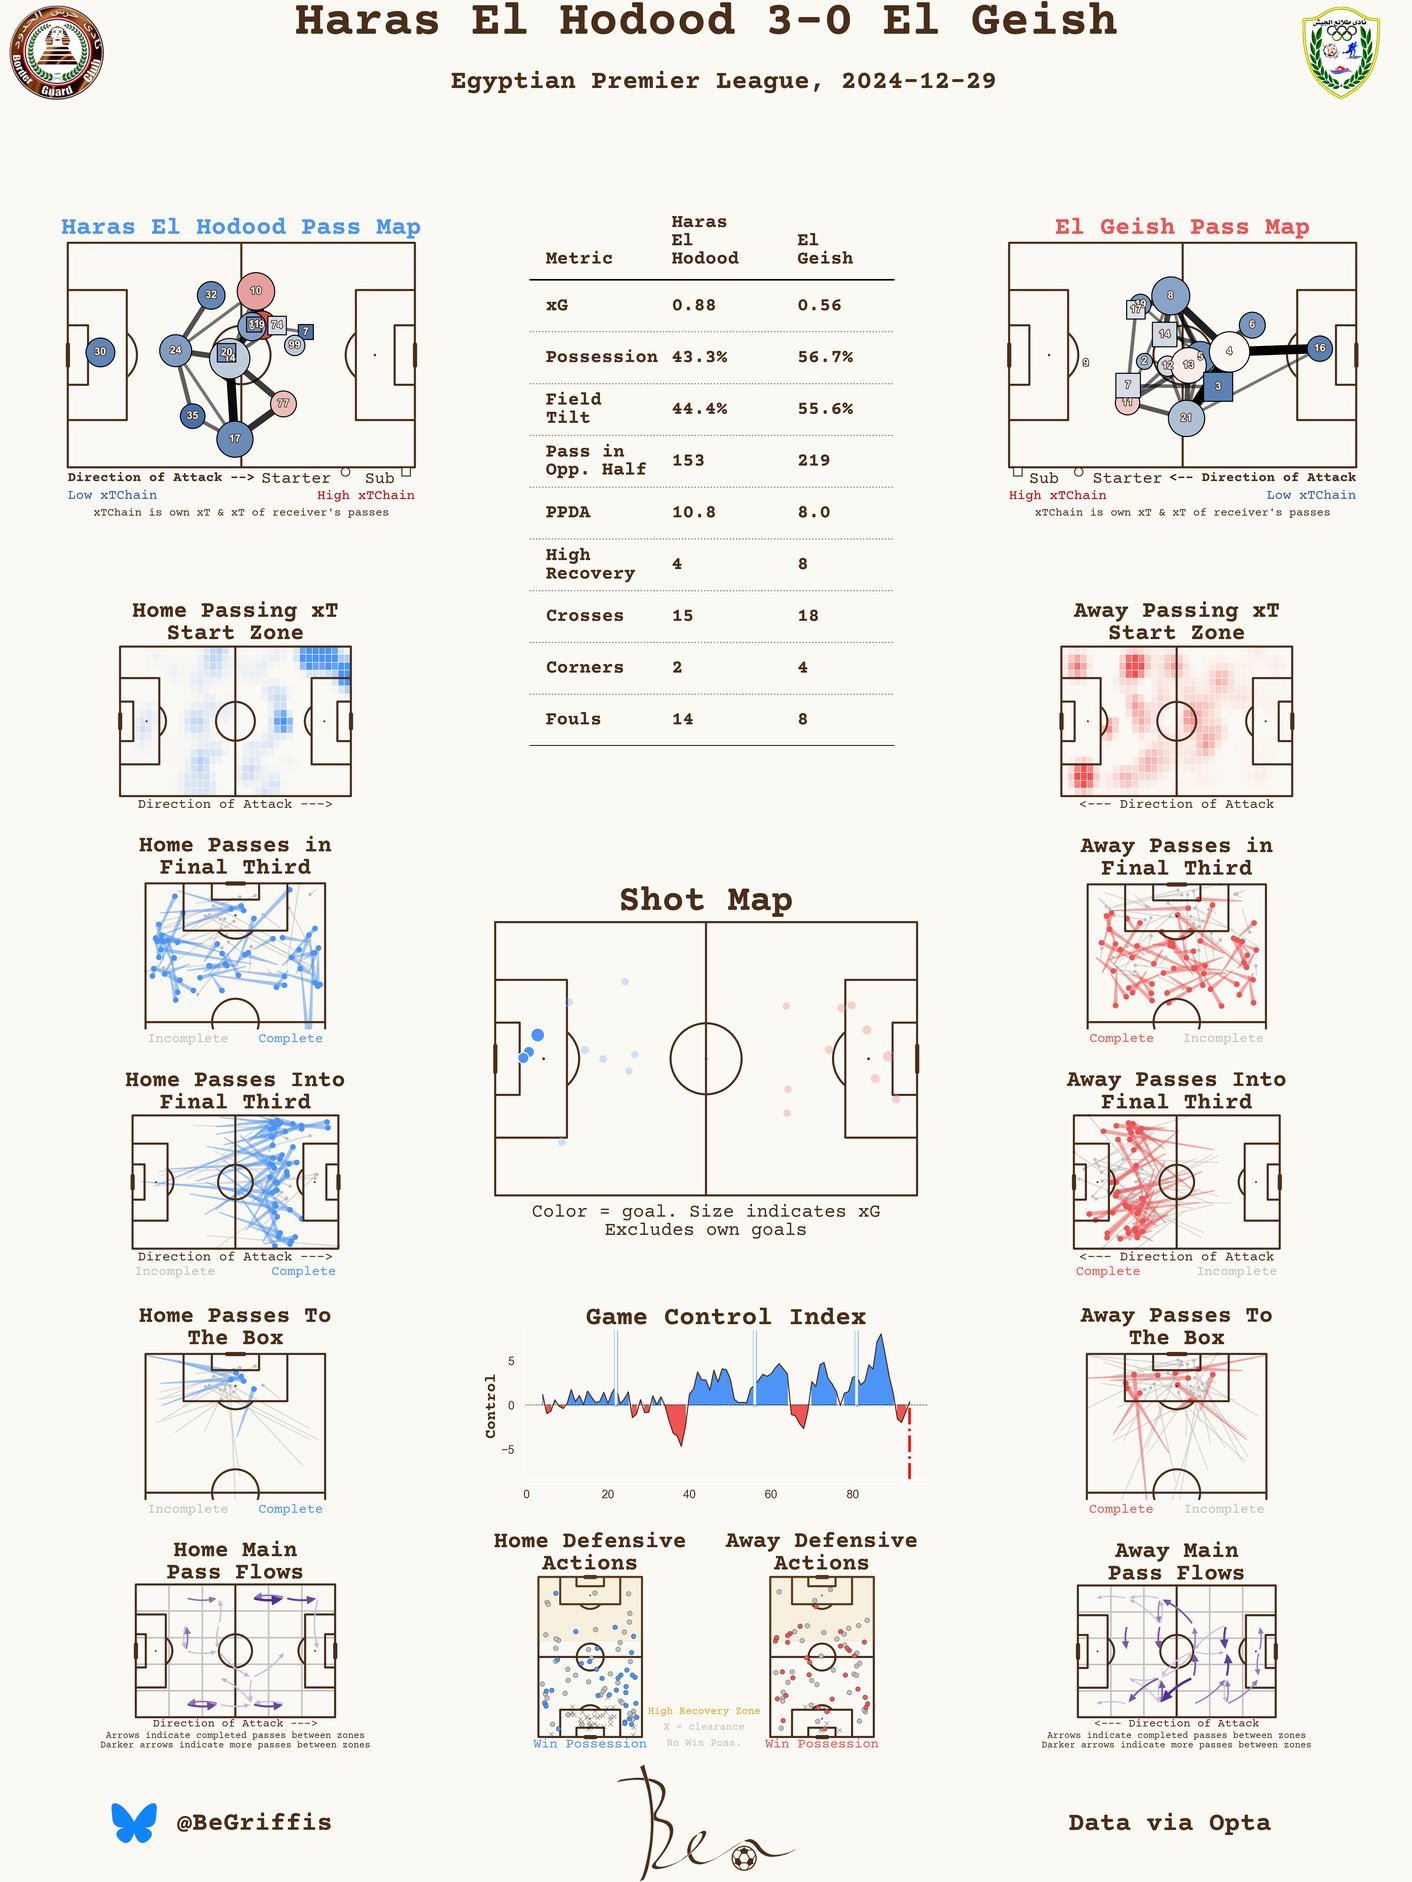 Haras El Hodood 3-0 El Geish
Egyptian Premier League, 2024-12-29
نادى حرس الحدود
Border Guard Club
نادى طلائع الجيش
Haras El Hodood Pass Map
30
32
24
35
17
20
14
10
11
9
74
7
99
77
Direction of Attack --> Starter Sub
Low xTChain High xTChain
xTChain is own xT & xT of receiver's passes
Metric Haras El Hodood El Geish
xG 0.88 0.56
Possession 43.3% 56.7%
Field Tilt 44.4% 55.6%
Pass in Opp. Half 153 219
PPDA 10.8 8.0
High Recovery 4 8
Crosses 15 18
Corners 2 4
Fouls 14 8
El Geish Pass Map
8
19
17
14
6
5
4
16
9
2
12
13
7
11
3
21
Sub Starter <-- Direction of Attack
High xTChain Low xTChain
xTChain is own xT & xT of receiver's passes
Home Passing xT
Start Zone
Direction of Attack --->
Away Passing xT
Start Zone
<--- Direction of Attack
Home Passes in
Final Third
Incomplete Complete
Away Passes in
Final Third
Complete Incomplete
Shot Map
Color = goal. Size indicates xG
Excludes own goals
Home Passes Into
Final Third
Direction of Attack --->
Incomplete Complete
Away Passes Into
Final Third
<--- Direction of Attack
Complete Incomplete
Home Passes To
The Box
Incomplete Complete
Game Control Index
Control
5
0
−5
0 20 40 60 80
Away Passes To
The Box
Complete Incomplete
Home Main
Pass Flows
Direction of Attack --->
Arrows indicate completed passes between zones
Darker arrows indicate more passes between zones
Home Defensive
Actions
Win Possession
Away Defensive
Actions
Win Possession
High Recovery Zone
X = clearance
No Win Poss.
Away Main
Pass Flows
<--- Direction of Attack
Arrows indicate completed passes between zones
Darker arrows indicate more passes between zones
@BeGriffis
Ben
Data via Opta